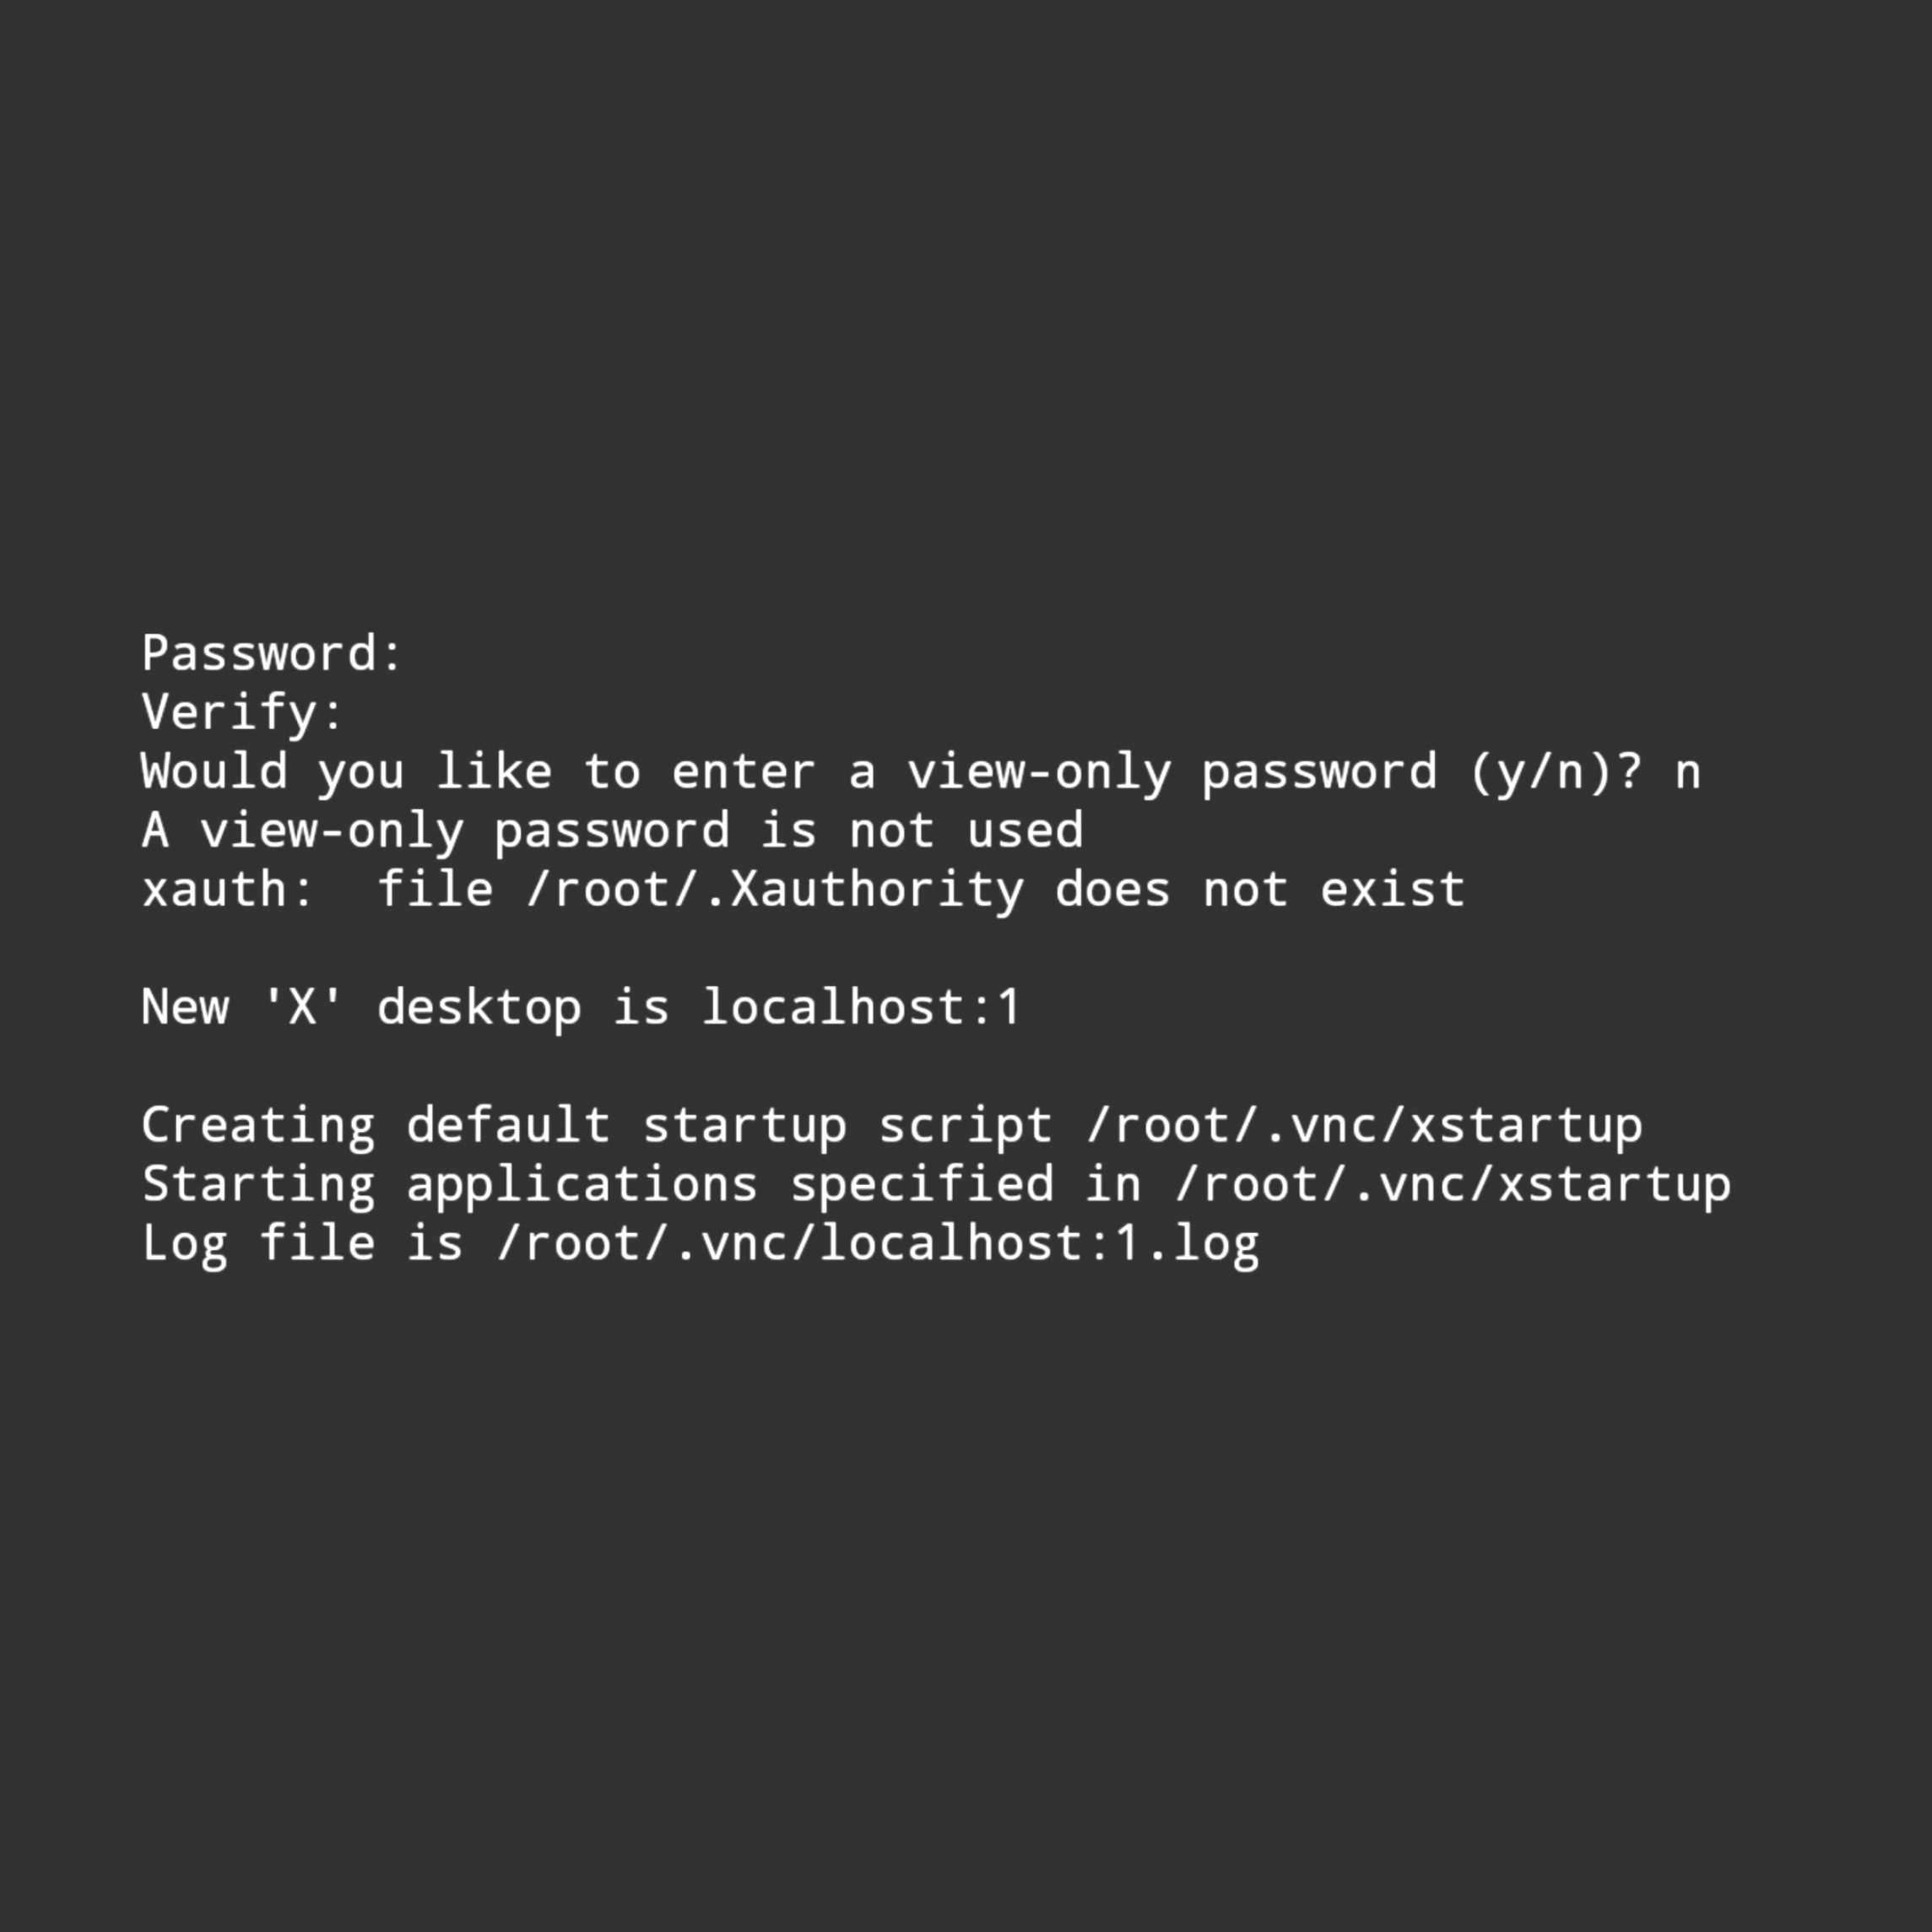 Password:
Verify:
Would you like to enter a view-only password (y/n)? n
A view-only password is not used
xauth:  file /root/.Xauthority does not exist

New 'X' desktop is localhost:1

Creating default startup script /root/.vnc/xstartup
Starting applications specified in /root/.vnc/xstartup
Log file is /root/.vnc/localhost:1.log